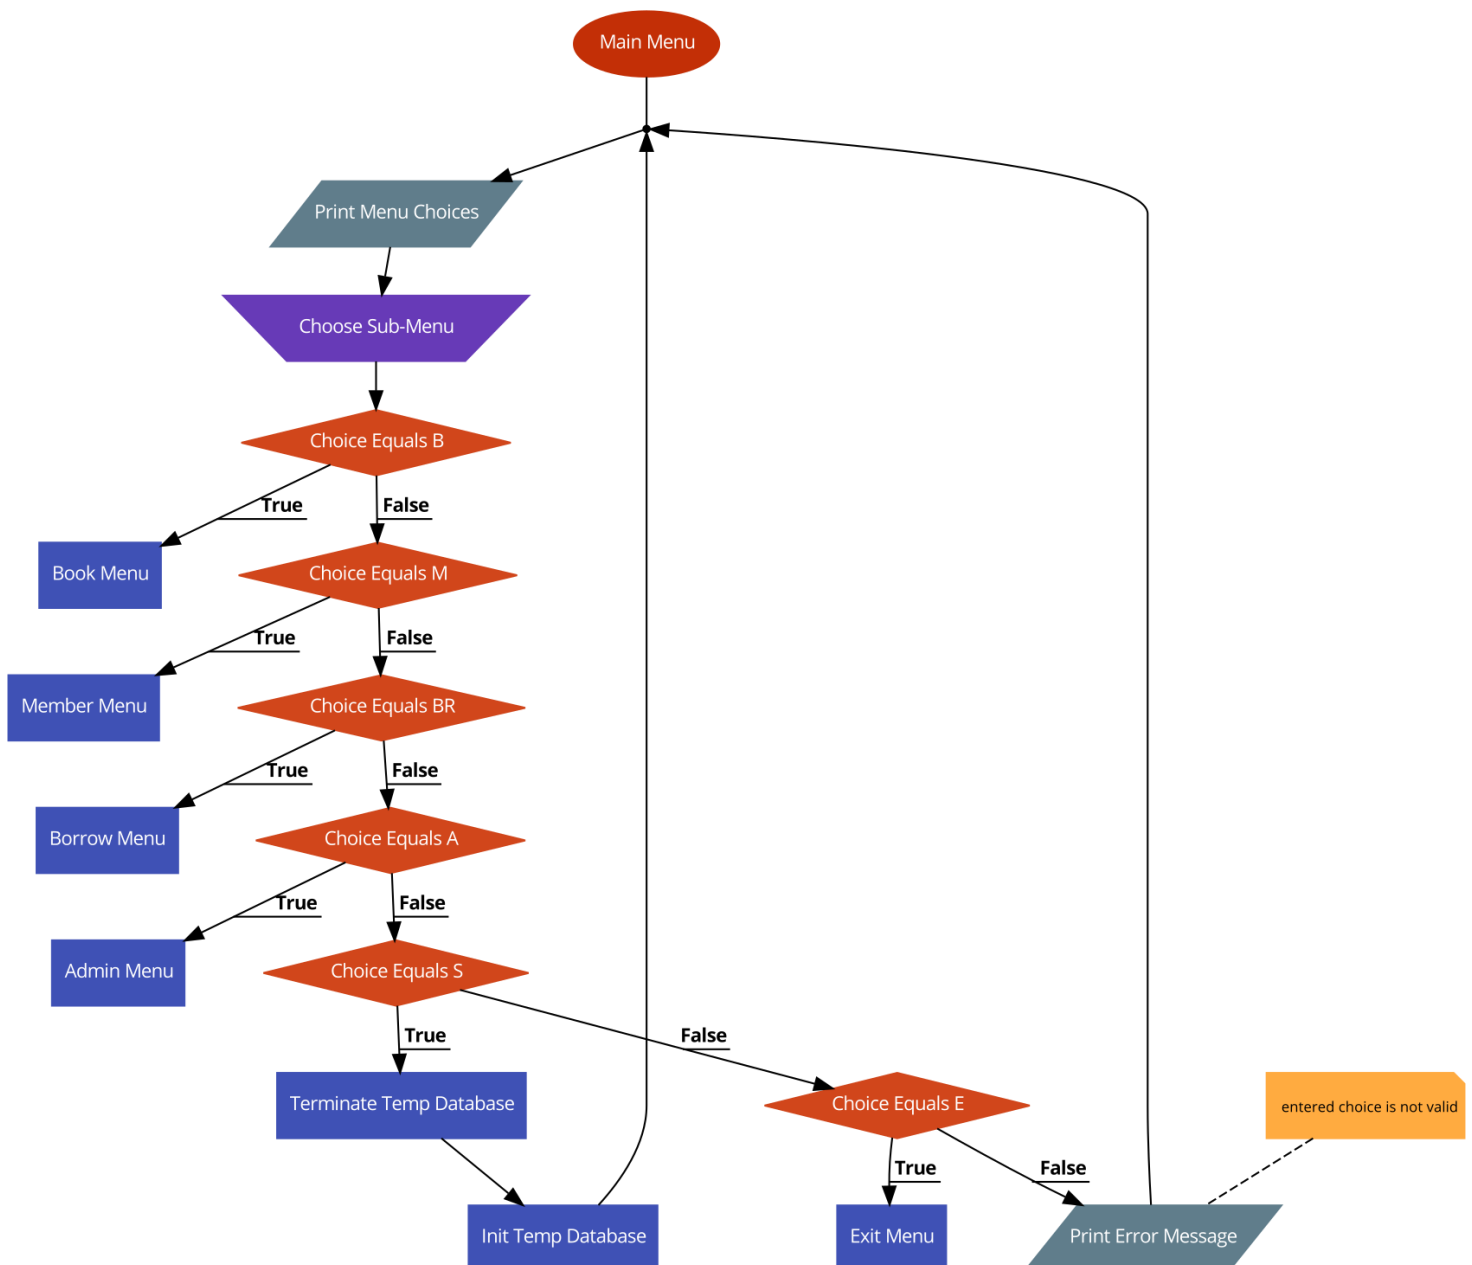 Main Menu
Print Menu Choices
Choose Sub-Menu
Choice Equals B
True
False
Book Menu
Choice Equals M
True
False
Member Menu
Choice Equals BR
True
False
Borrow Menu
Choice Equals A
True
False
Admin Menu
Choice Equals S
True
False
Terminate Temp Database
Choice Equals E
entered choice is not valid
True
False
Init Temp Database
Exit Menu
Print Error Message